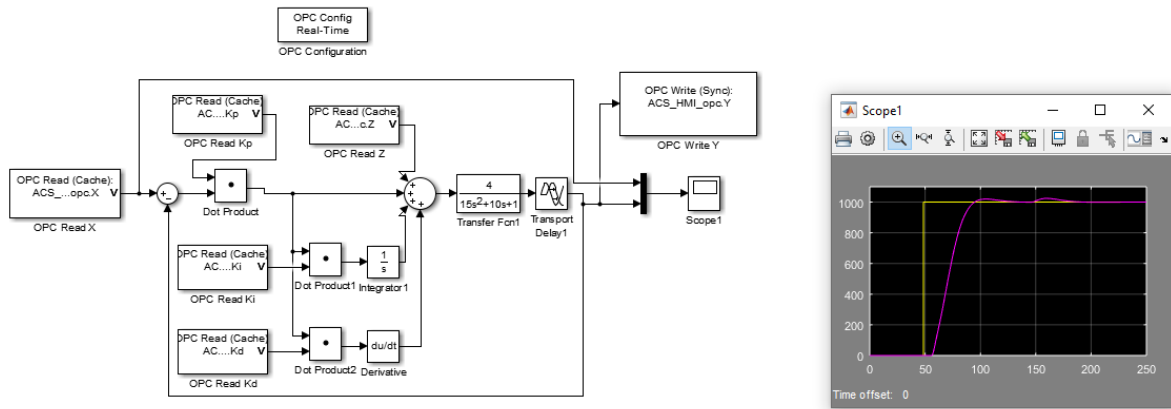 OPC Config
Real-Time
OPC Configuration
OPC Read (Cache):
AC....Kp
V
OPC Read Kp
OPC Read (Cache):
AC...c.Z
V
OPC Read Z
OPC Write (Sync):
ACS_HMI_opc.Y
OPC Write Y
OPC Read (Cache):
ACS_...opc.X
V
OPC Read X
Dot Product
4
15s²+10s+1
Transfer Fcn1
Transport
Delay1
Scope1
OPC Read (Cache):
AC....Ki
V
OPC Read Ki
Dot Product1
1
s
Integrator1
OPC Read (Cache):
AC....Kd
V
OPC Read Kd
Dot Product2
du/dt
Derivative
Scope1
1000
800
600
400
200
0
0
50
100
150
200
250
Time offset: 0